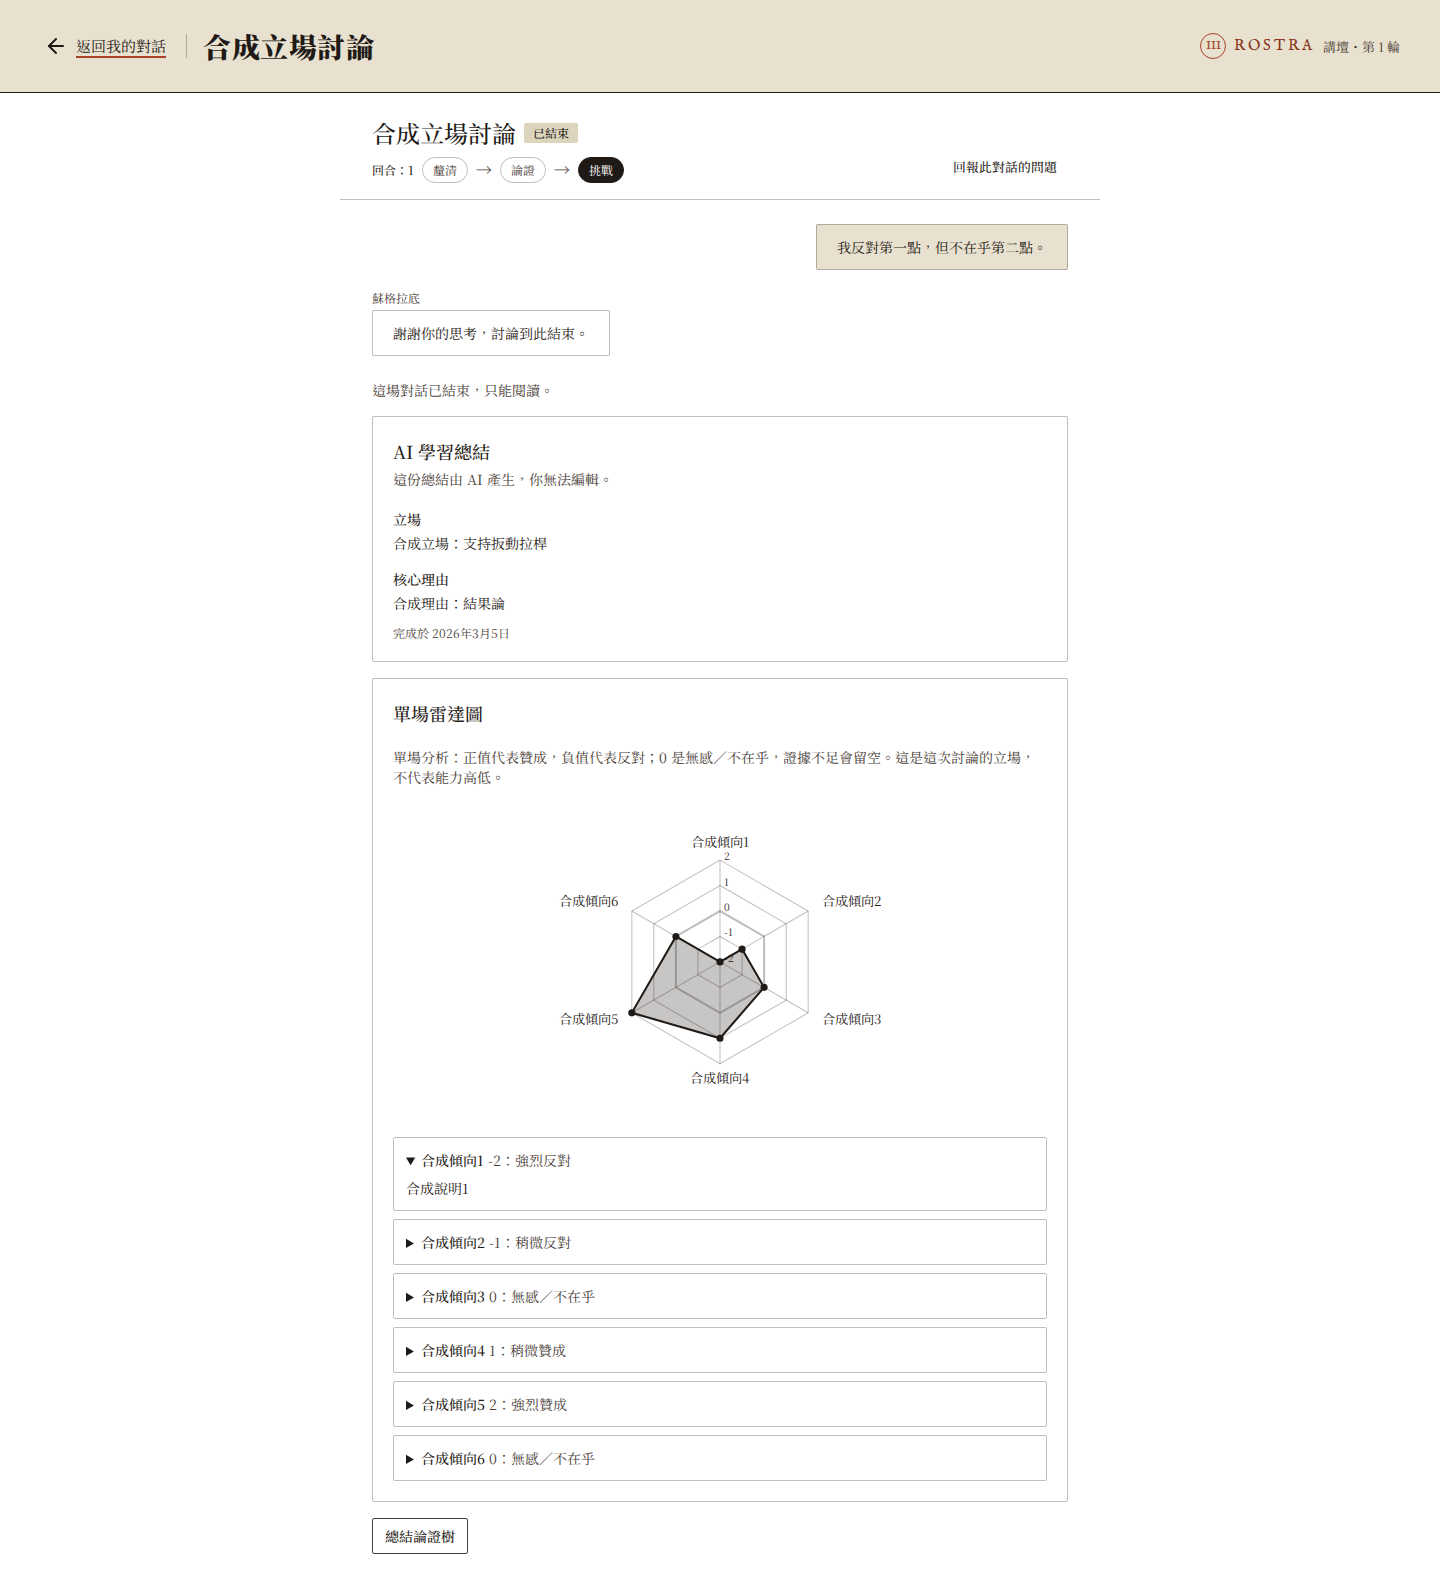 返回我的對話
合成立場討論
III ROSTRA 講壇・第 1 輪
合成立場討論 已結束
回合：1 釐清 → 論證 → 挑戰
回報此對話的問題
我反對第一點，但不在乎第二點。
蘇格拉底
謝謝你的思考，討論到此結束。
這場對話已結束，只能閱讀。
AI 學習總結
這份總結由 AI 產生，你無法編輯。
立場
合成立場：支持扳動拉桿
核心理由
合成理由：結果論
完成於 2026年3月5日
單場雷達圖
單場分析：正值代表贊成，負值代表反對；0 是無感／不在乎，證據不足會留空。這是這次討論的立場，
不代表能力高低。
合成傾向1
2
1
0
-1
-2
合成傾向2
合成傾向3
合成傾向4
合成傾向5
合成傾向6
合成傾向1 -2：強烈反對
合成說明1
合成傾向2 -1：稍微反對
合成傾向3 0：無感／不在乎
合成傾向4 1：稍微贊成
合成傾向5 2：強烈贊成
合成傾向6 0：無感／不在乎
總結論證樹